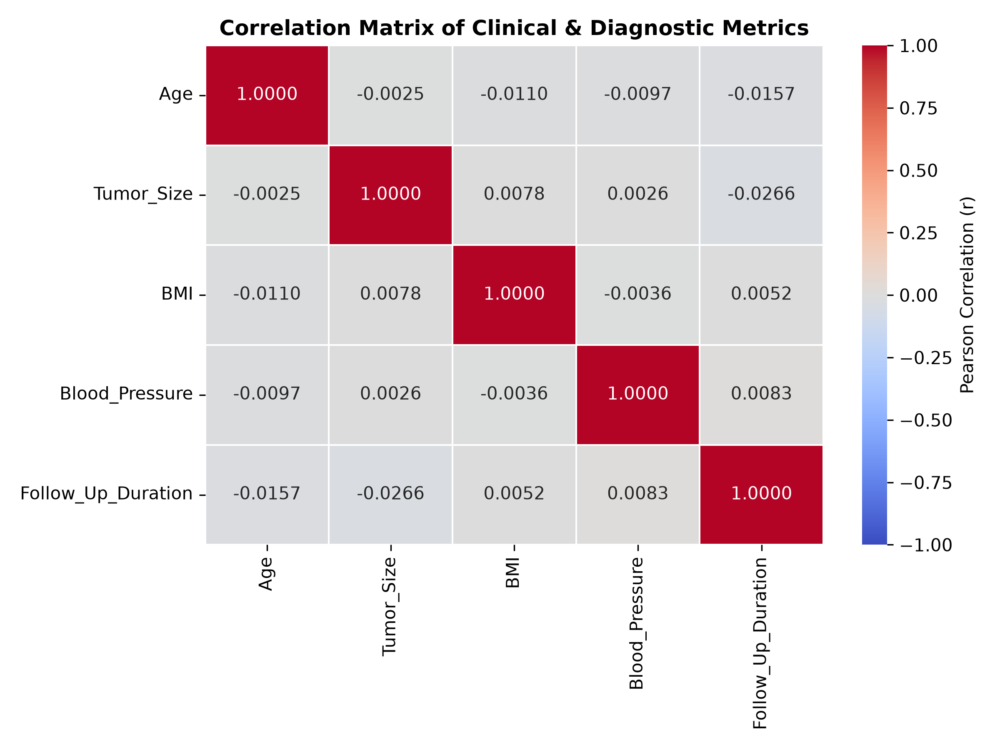 Correlation Matrix of Clinical & Diagnostic Metrics
Age 1.0000 -0.0025 -0.0110 -0.0097 -0.0157
Tumor_Size -0.0025 1.0000 0.0078 0.0026 -0.0266
BMI -0.0110 0.0078 1.0000 -0.0036 0.0052
Blood_Pressure -0.0097 0.0026 -0.0036 1.0000 0.0083
Follow_Up_Duration -0.0157 -0.0266 0.0052 0.0083 1.0000
Age
Tumor_Size
BMI
Blood_Pressure
Follow_Up_Duration
1.00
0.75
0.50
0.25
0.00
−0.25
−0.50
−0.75
−1.00
Pearson Correlation (r)